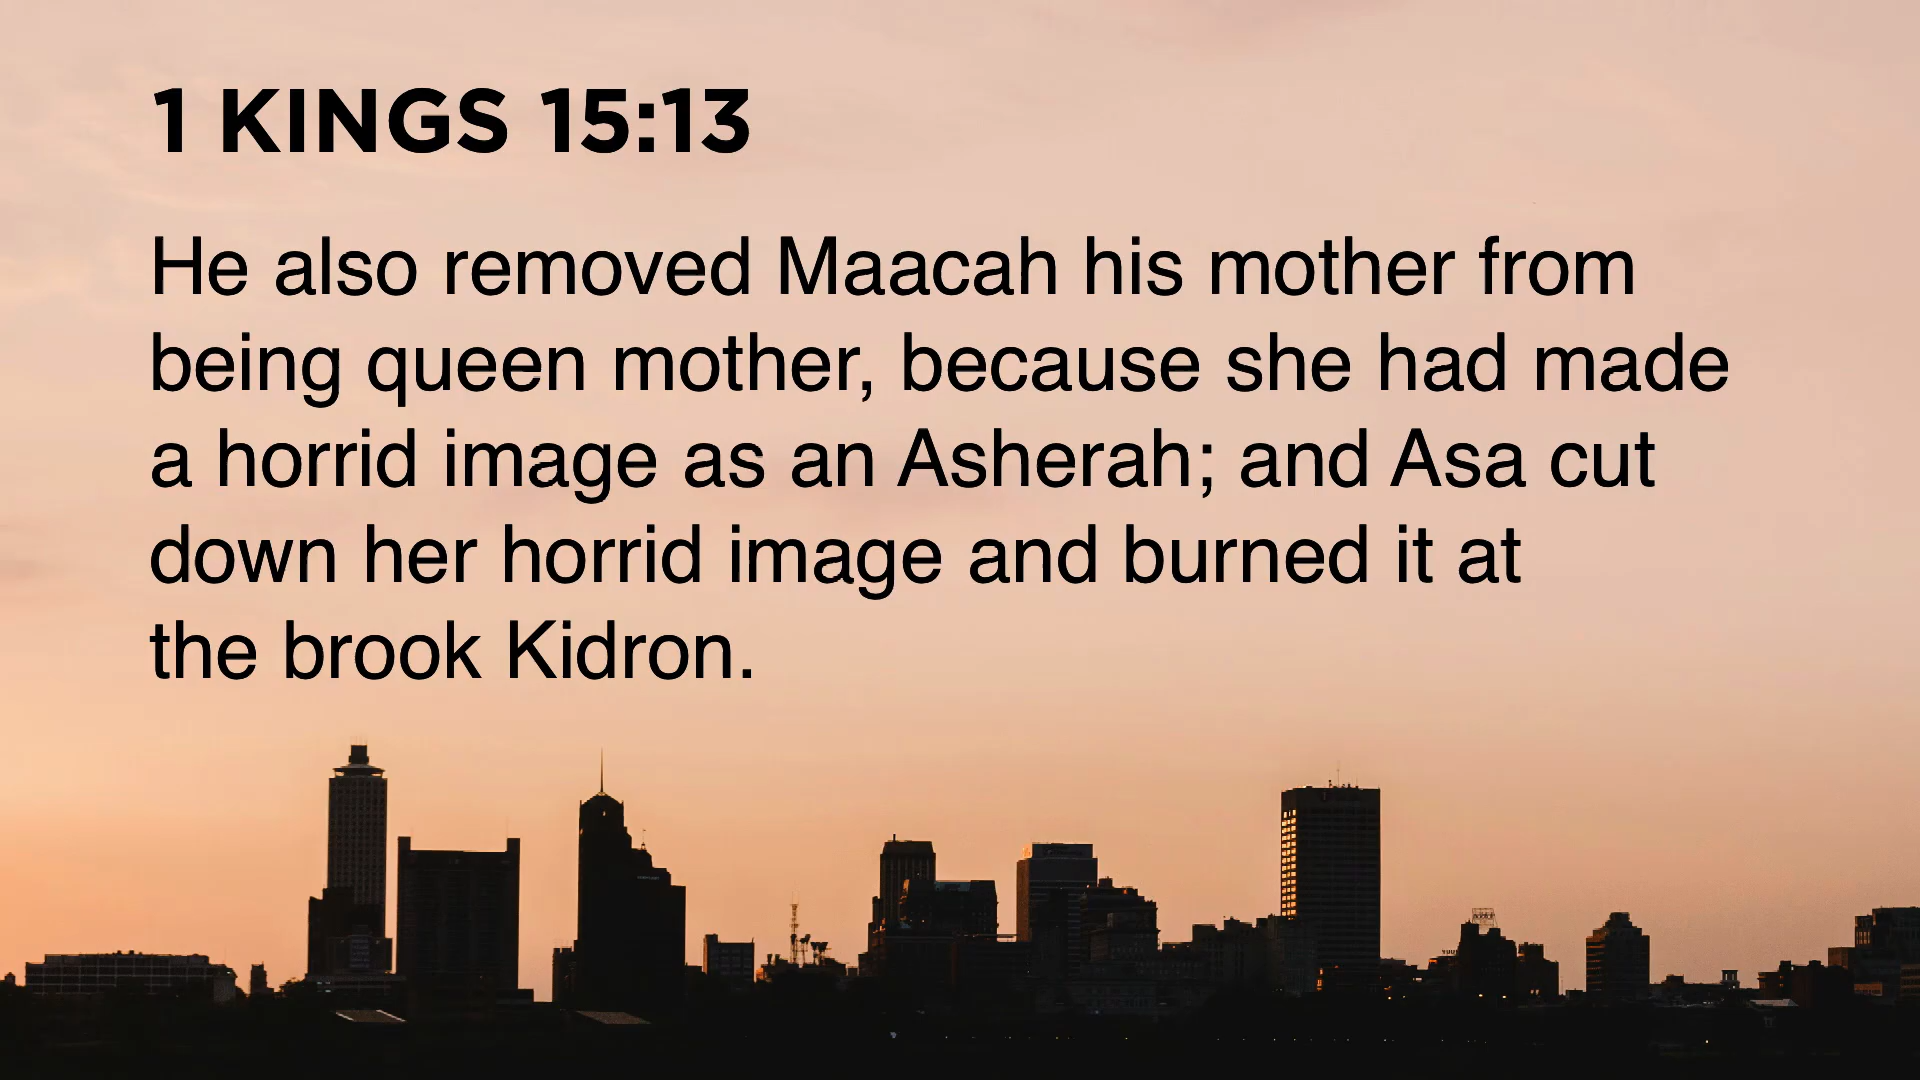 1 KINGS 15:13
He also removed Maacah his mother from
being queen mother, because she had made
a horrid image as an Asherah; and Asa cut
down her horrid image and burned it at
the brook Kidron.